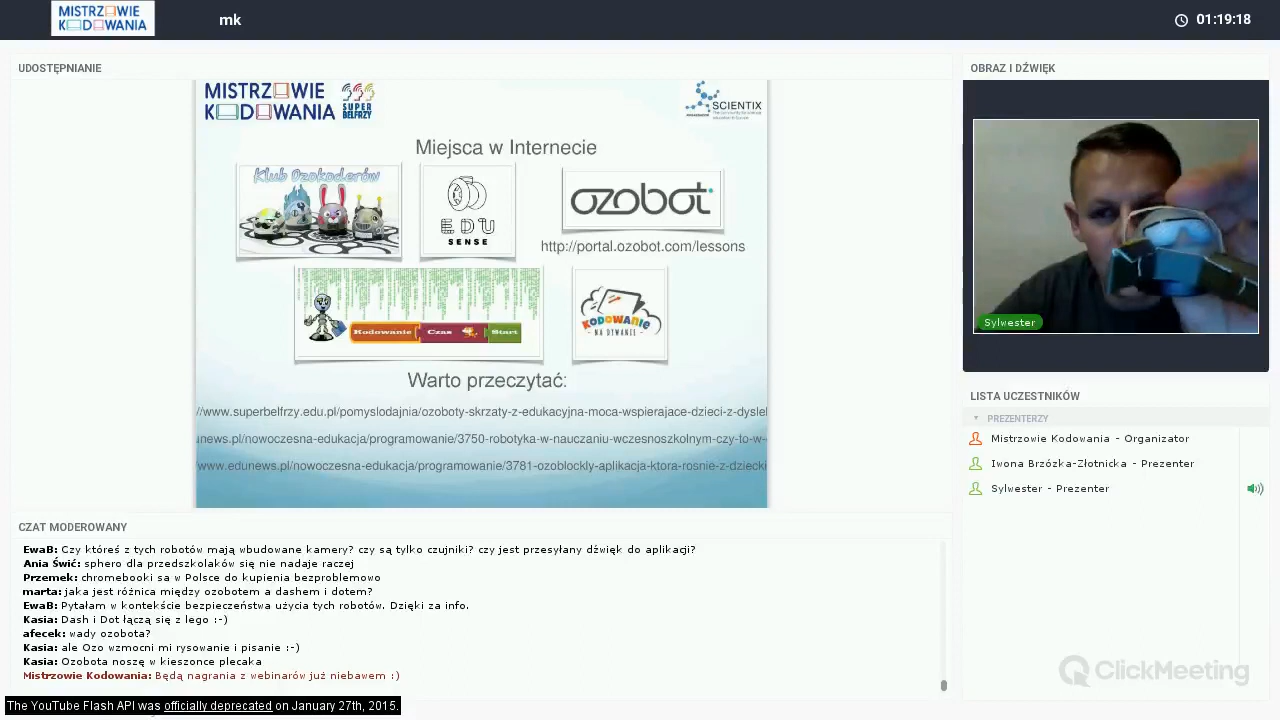 MISTRZOWIE
KODOWANIA
mk
01:19:18
UDOSTĘPNIANIE
MISTRZOWIE
KODOWANIA
SUPER
BELFRZY
SCIENTIX
Miejsca w Internecie
Klub Ozokoderów
EDU
SENSE
ozobot
http://portal.ozobot.com/lessons
Kodowanie Czas Start
KODOWANIE
NA DYWANIE
Warto przeczytać:
//www.superbelfrzy.edu.pl/pomyslodajnia/ozoboty-skrzaty-z-edukacyjna-moca-wspierajace-dzieci-z-dyslel
unews.pl/nowoczesna-edukacja/programowanie/3750-robotyka-w-nauczaniu-wczesnoszkolnym-czy-to-w-
/www.edunews.pl/nowoczesna-edukacja/programowanie/3781-ozoblockly-aplikacja-ktora-rosnie-z-dziecki
OBRAZ I DŹWIĘK
Sylwester
LISTA UCZESTNIKÓW
PREZENTERZY
Mistrzowie Kodowania - Organizator
Iwona Brzózka-Złotnicka - Prezenter
Sylwester - Prezenter
CZAT MODEROWANY
EwaB: Czy któreś z tych robotów mają wbudowane kamery? czy są tylko czujniki? czy jest przesyłany dźwięk do aplikacji?
Ania Świć: sphero dla przedszkolaków się nie nadaje raczej
Przemek: chromebooki sa w Polsce do kupienia bezproblemowo
marta: jaka jest różnica między ozobotem a dashem i dotem?
EwaB: Pytałam w kontekście bezpieczeństwa użycia tych robotów. Dzięki za info.
Kasia: Dash i Dot łączą się z lego :-)
afecek: wady ozobota?
Kasia: ale Ozo wzmocni mi rysowanie i pisanie :-)
Kasia: Ozobota noszę w kieszonce plecaka
Mistrzowie Kodowania: Będą nagrania z webinarów już niebawem :)
ClickMeeting
The YouTube Flash API was officially deprecated on January 27th, 2015.